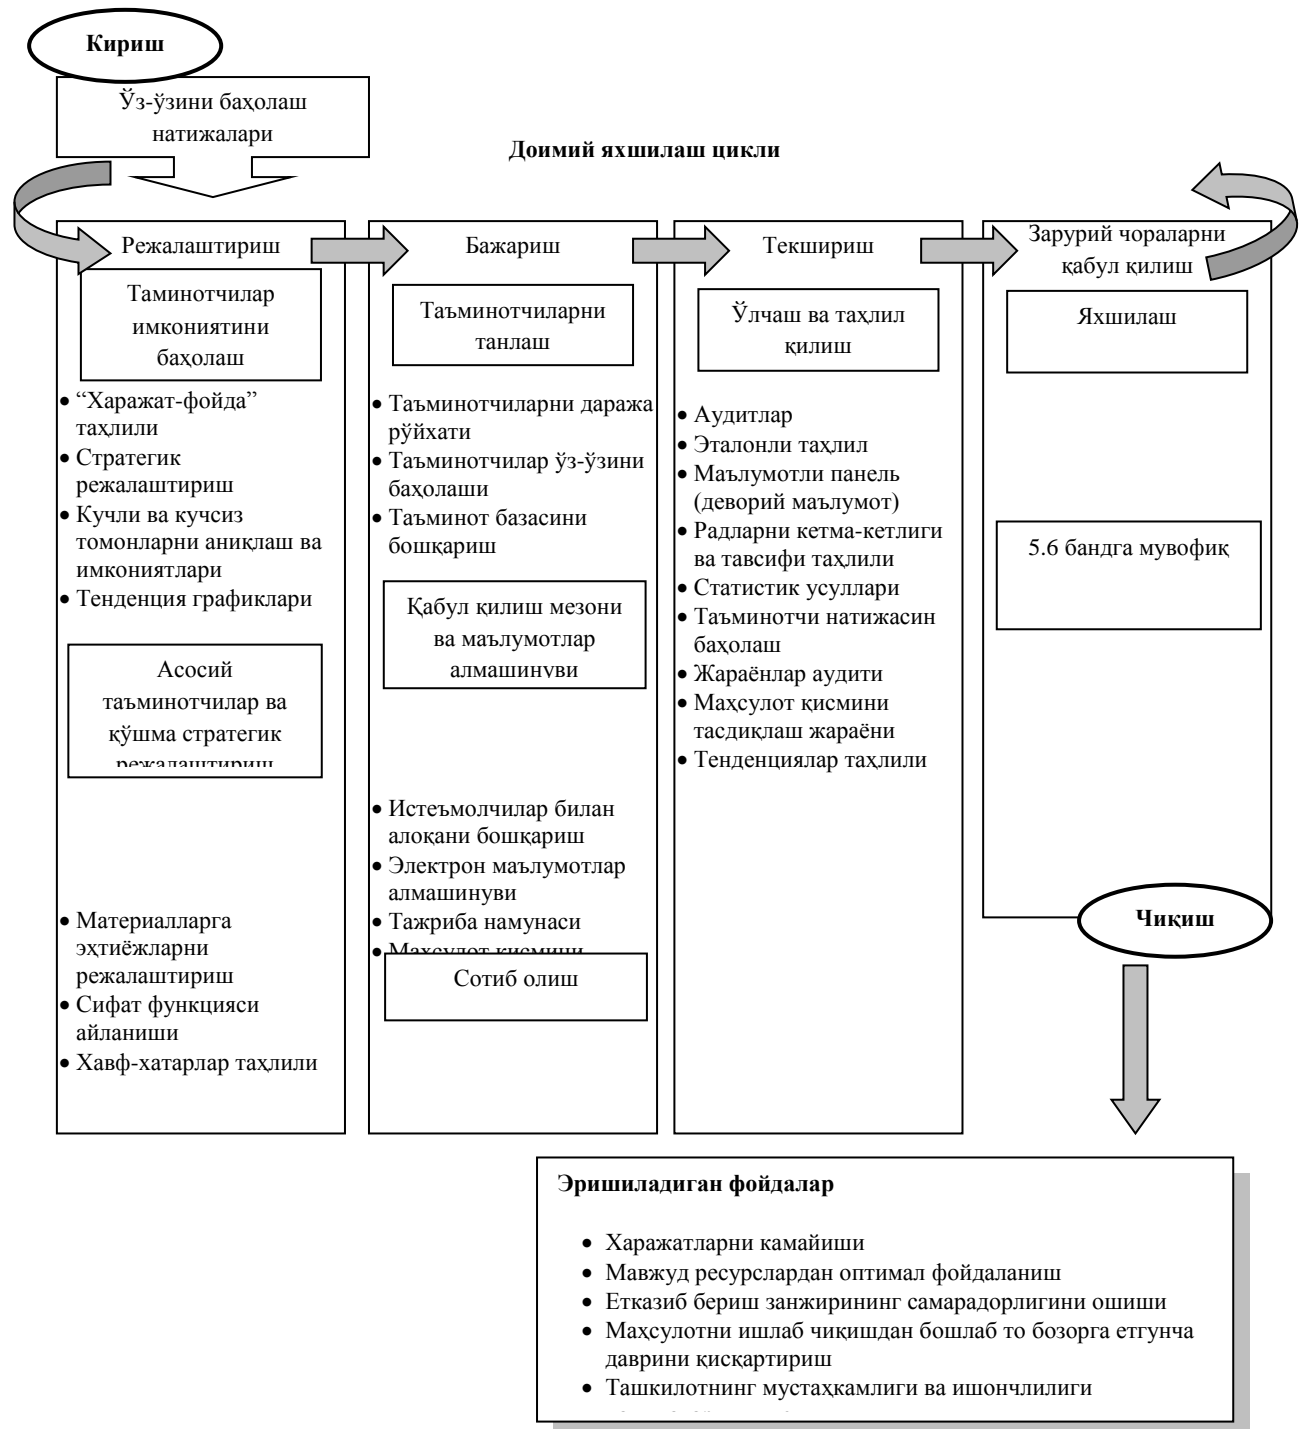 Кириш
Ўз-ўзини баҳолаш
натижалари
Доимий яхшилаш цикли
Режалаштириш
Таминотчилар
имкониятини
баҳолаш
• “Харажат-фойда”
таҳлили
• Стратегик
режалаштириш
• Кучли ва кучсиз
томонларни аниқлаш ва
имкониятлари
• Тенденция графиклари
Асосий
таъминотчилар ва
қўшма стратегик
режалаштириш
• Материалларга
эҳтиёжларни
режалаштириш
• Сифат функцияси
айланиши
• Хавф-хатарлар таҳлили
Бажариш
Таъминотчиларни
танлаш
• Таъминотчиларни даража
рўйхати
• Таъминотчилар ўз-ўзини
баҳолаши
• Таъминот базасини
бошқариш
Қабул қилиш мезони
ва маълумотлар
алмашинуви
• Истеъмолчилар билан
алоқани бошқариш
• Электрон маълумотлар
алмашинуви
• Тажриба намунаси
• Маҳсулот қисмини
Сотиб олиш
Текшириш
Ўлчаш ва таҳлил
қилиш
• Аудитлар
• Эталонли таҳлил
• Маълумотли панель
(деворий маълумот)
• Радларни кетма-кетлиги
ва тавсифи таҳлили
• Статистик усуллари
• Таъминотчи натижасин
баҳолаш
• Жараёнлар аудити
• Маҳсулот қисмини
тасдиқлаш жараёни
• Тенденциялар таҳлили
Зарурий чораларни
қабул қилиш
Яхшилаш
5.6 бандга мувофиқ
Чиқиш
Эришиладиган фойдалар
• Харажатларни камайиши
• Мавжуд ресурслардан оптимал фойдаланиш
• Етказиб бериш занжирининг самарадорлигини ошиши
• Маҳсулотни ишлаб чиқишдан бошлаб то бозорга етгунча
даврини қисқартириш
• Ташкилотнинг мустаҳкамлиги ва ишончлилиги